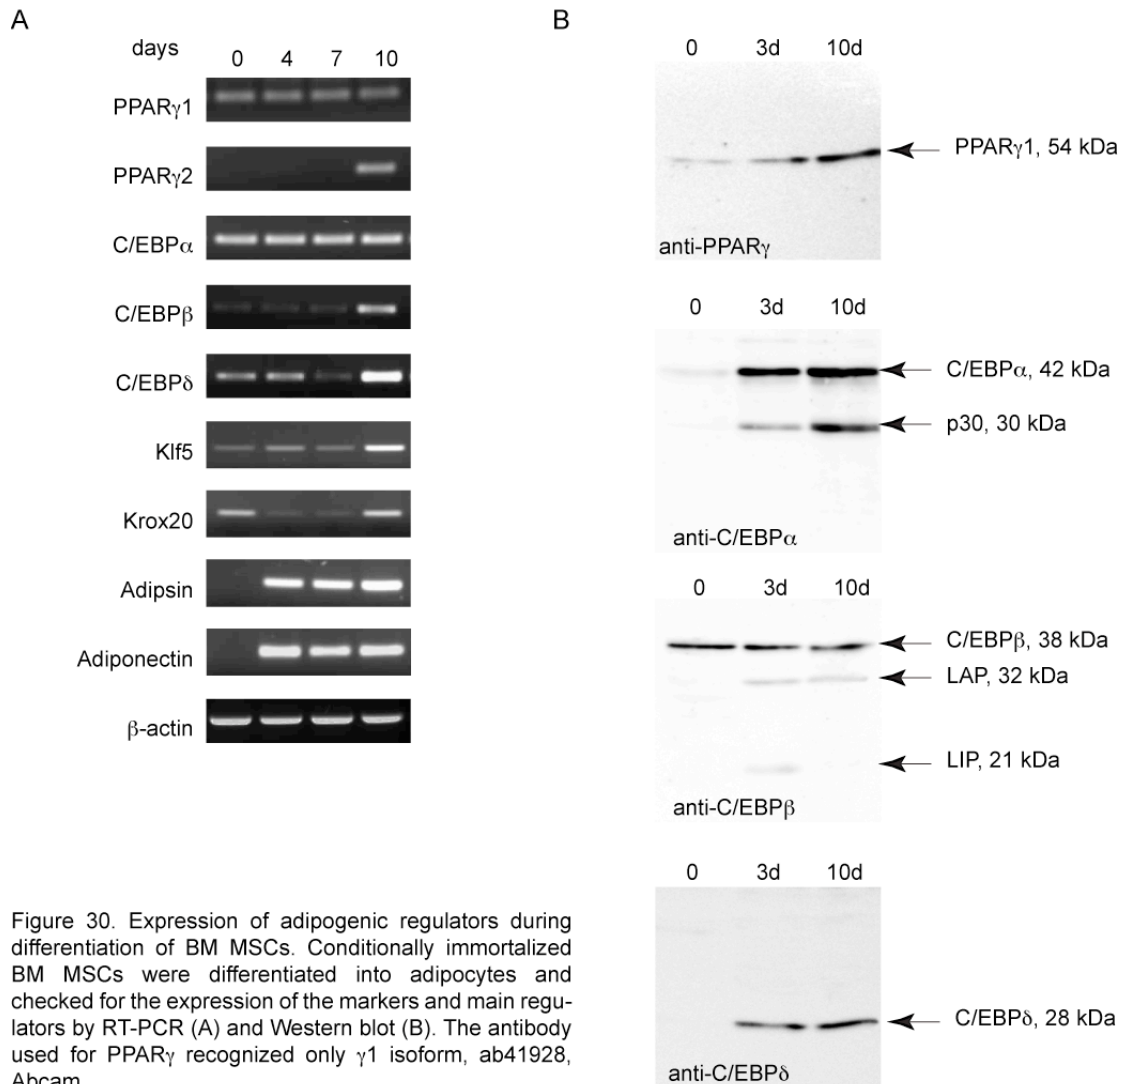 A
days
0 4 7 10
PPARγ1
PPARγ2
C/EBPα
C/EBPβ
C/EBPδ
Klf5
Krox20
Adipsin
Adiponectin
β-actin
B
0 3d 10d
PPARγ1, 54 kDa
anti-PPARγ
0 3d 10d
C/EBPα, 42 kDa
p30, 30 kDa
anti-C/EBPα
0 3d 10d
C/EBPβ, 38 kDa
LAP, 32 kDa
LIP, 21 kDa
anti-C/EBPβ
0 3d 10d
C/EBPδ, 28 kDa
anti-C/EBPδ
Figure 30. Expression of adipogenic regulators during
differentiation of BM MSCs. Conditionally immortalized
BM MSCs were differentiated into adipocytes and
checked for the expression of the markers and main regu-
lators by RT-PCR (A) and Western blot (B). The antibody
used for PPARγ recognized only γ1 isoform, ab41928,
Abcam